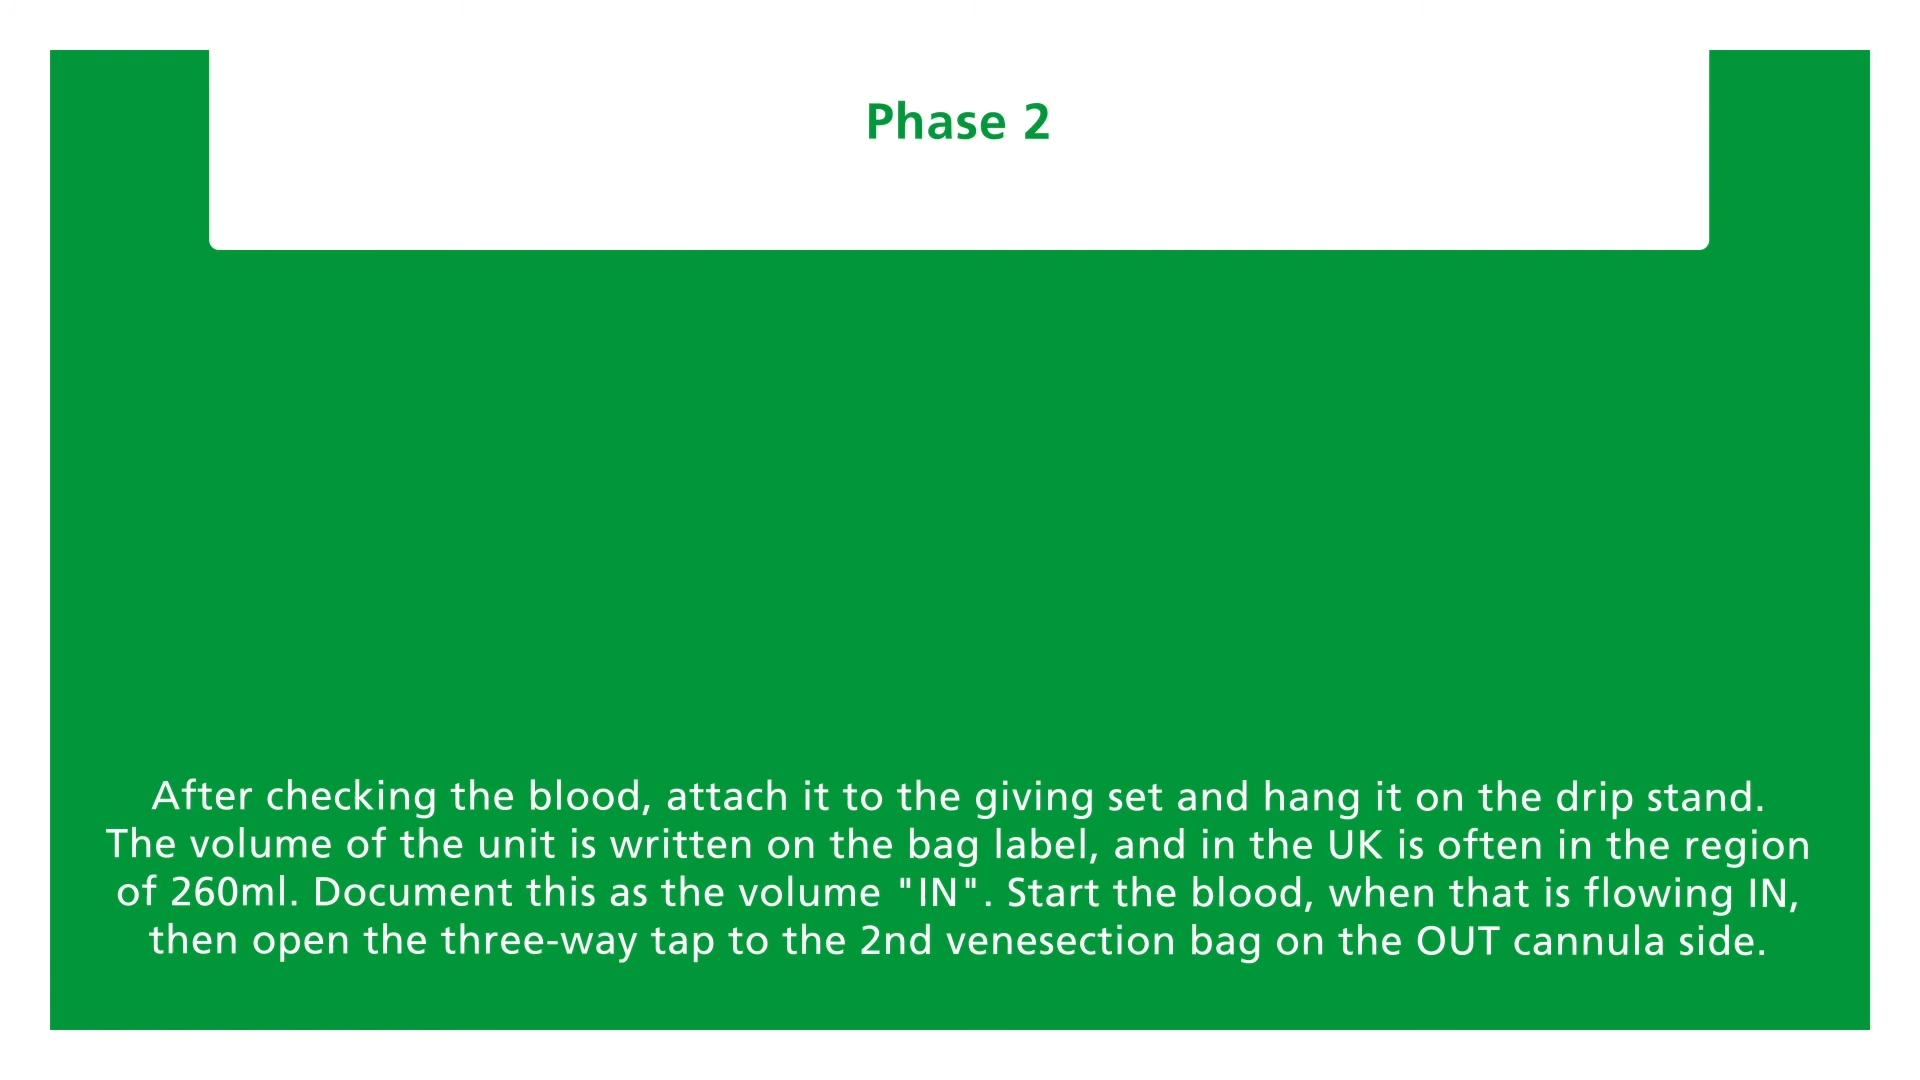 Phase 2
After checking the blood, attach it to the giving set and hang it on the drip stand.
The volume of the unit is written on the bag label, and in the UK is often in the region
of 260ml. Document this as the volume "IN". Start the blood, when that is flowing IN,
then open the three-way tap to the 2nd venesection bag on the OUT cannula side.